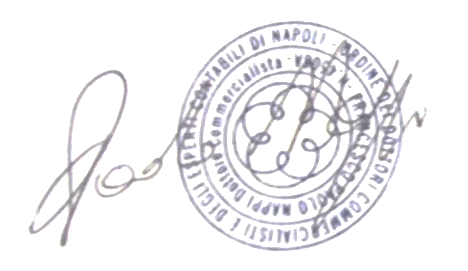 ORDINE DEI DOTTORI COMMERCIALISTI E DEGLI ESPERTI CONTABILI DI NAPOLI
FRANCESCO PAOLO NAPPI Dottore Commercialista